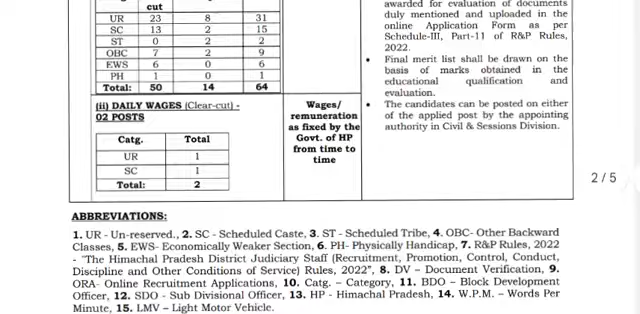 cut
UR 23 8 31
SC 13 2 15
ST 0 2 2
OBC 7 2 9
EWS 6 0 6
PH 1 0 1
Total: 50 14 64
awarded for evaluation of documents
duly mentioned and uploaded in the
online Application Form as per
Schedule-III, Part-11 of R&P Rules,
2022.
• Final merit list shall be drawn on the
basis of marks obtained in the
educational qualification and
evaluation.
• The candidates can be posted on either
of the applied post by the appointing
authority in Civil & Sessions Division.
(ii) DAILY WAGES (Clear-cut) -
02 POSTS
Catg. Total
UR 1
SC 1
Total: 2
Wages/
remuneration
as fixed by the
Govt. of HP
from time to
time
2/5
ABBREVIATIONS:
1. UR - Un-reserved., 2. SC - Scheduled Caste, 3. ST - Scheduled Tribe, 4. OBC- Other Backward
Classes, 5. EWS- Economically Weaker Section, 6. PH- Physically Handicap, 7. R&P Rules, 2022
- "The Himachal Pradesh District Judiciary Staff (Recruitment, Promotion, Control, Conduct,
Discipline and Other Conditions of Service) Rules, 2022", 8. DV – Document Verification, 9.
ORA- Online Recruitment Applications, 10. Catg. – Category, 11. BDO – Block Development
Officer, 12. SDO - Sub Divisional Officer, 13. HP - Himachal Pradesh, 14. W.P.M. – Words Per
Minute, 15. LMV – Light Motor Vehicle.